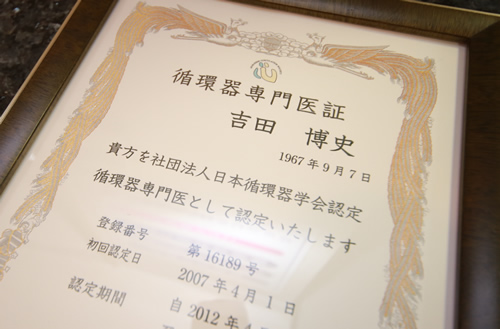 循環器専門医証
吉田 博史
1967年9月7日
貴方を社団法人日本循環器学会認定
循環器専門医として認定いたします
登録番号 第16189号
初回認定日 2007年4月1日
認定期間 自2012年4